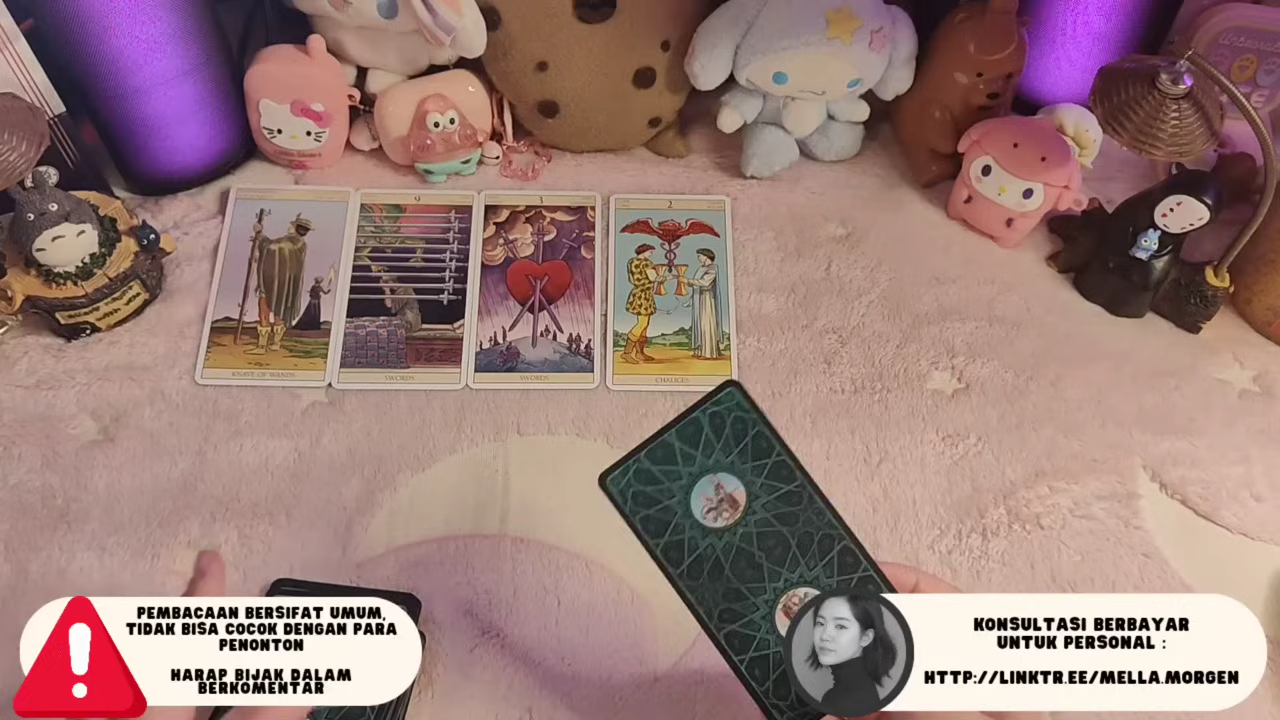 9
3
2
KNAVE OF WANDS
SWORDS
SWORDS
CHALICES
PEMBACAAN BERSIFAT UMUM,
TIDAK BISA COCOK DENGAN PARA
PENONTON
HARAP BIJAK DALAM
BERKOMENTAR
KONSULTASI BERBAYAR
UNTUK PERSONAL :
HTTP://LINKTR.EE/MELLA.MORGEN